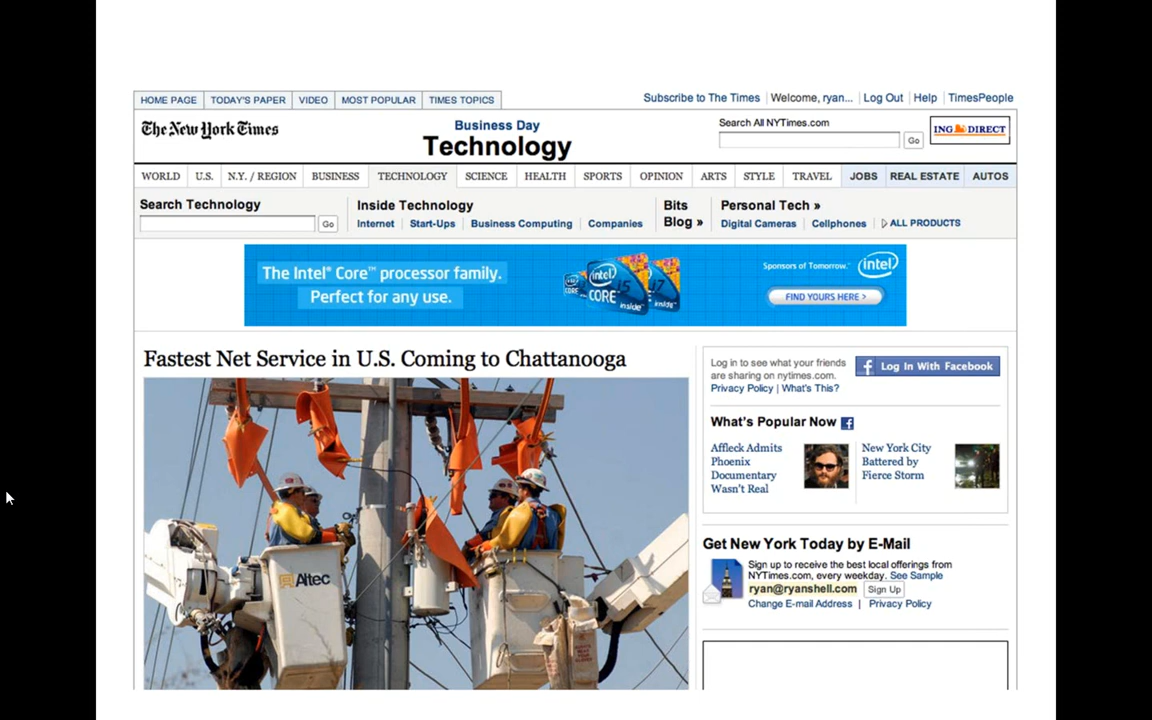 HOME PAGE TODAY'S PAPER VIDEO MOST POPULAR TIMES TOPICS
Subscribe to The Times Welcome, ryan... Log Out Help TimesPeople
The New York Times
Business Day
Technology
Search All NYTimes.com
Go
ING DIRECT
WORLD U.S. N.Y. / REGION BUSINESS TECHNOLOGY SCIENCE HEALTH SPORTS OPINION ARTS STYLE TRAVEL JOBS REAL ESTATE AUTOS
Search Technology
Go
Inside Technology
Internet Start-Ups Business Computing Companies
Bits
Blog »
Personal Tech »
Digital Cameras Cellphones ALL PRODUCTS
The Intel® Core™ processor family.
Perfect for any use.
intel
CORE i5
inside™
CORE
i7
inside
Sponsors of Tomorrow.™
intel
FIND YOURS HERE >
Fastest Net Service in U.S. Coming to Chattanooga
Altec
Log in to see what your friends
are sharing on nytimes.com.
Privacy Policy | What's This?
f Log In With Facebook
What's Popular Now f
Affleck Admits
Phoenix
Documentary
Wasn't Real
New York City
Battered by
Fierce Storm
Get New York Today by E-Mail
Sign up to receive the best local offerings from
NYTimes.com, every weekday. See Sample
ryan@ryanshell.com Sign Up
Change E-mail Address | Privacy Policy